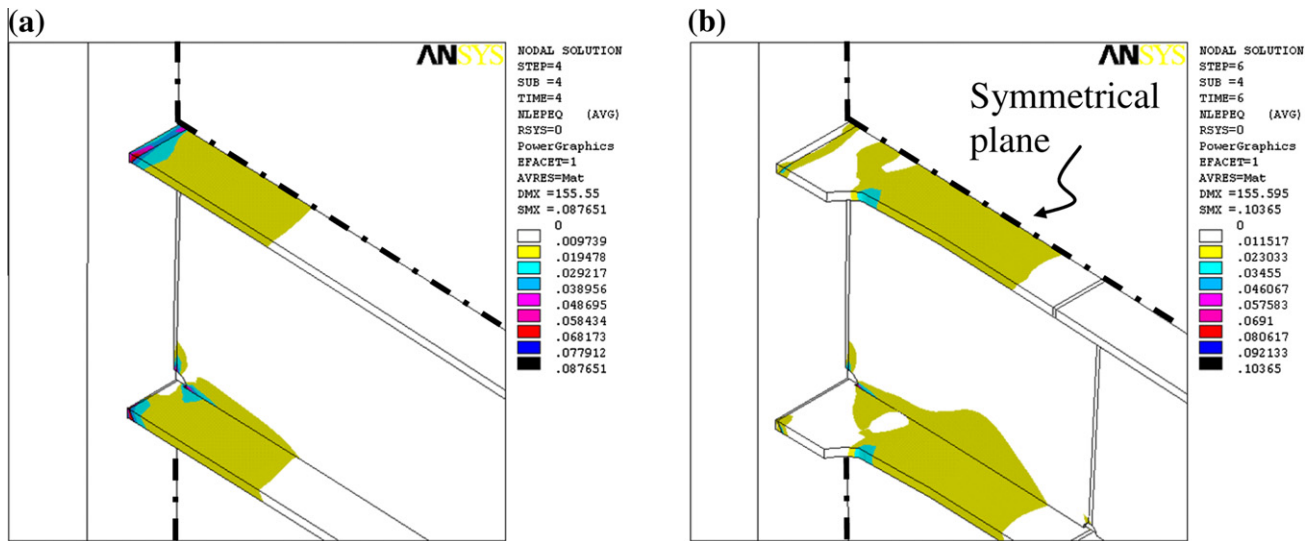 (a)
ANSYS
NODAL SOLUTION
STEP=4
SUB =4
TIME=4
NLEPEQ (AVG)
RSYS=0
PowerGraphics
EFACET=1
AVRES=Mat
DMX =155.55
SMX =.087651
0
.009739
.019478
.029217
.038956
.048695
.058434
.068173
.077912
.087651
(b)
ANSYS
Symmetrical
plane
NODAL SOLUTION
STEP=6
SUB =4
TIME=6
NLEPEQ (AVG)
RSYS=0
PowerGraphics
EFACET=1
AVRES=Mat
DMX =155.595
SMX =.10365
0
.011517
.023033
.03455
.046067
.057583
.0691
.080617
.092133
.10365